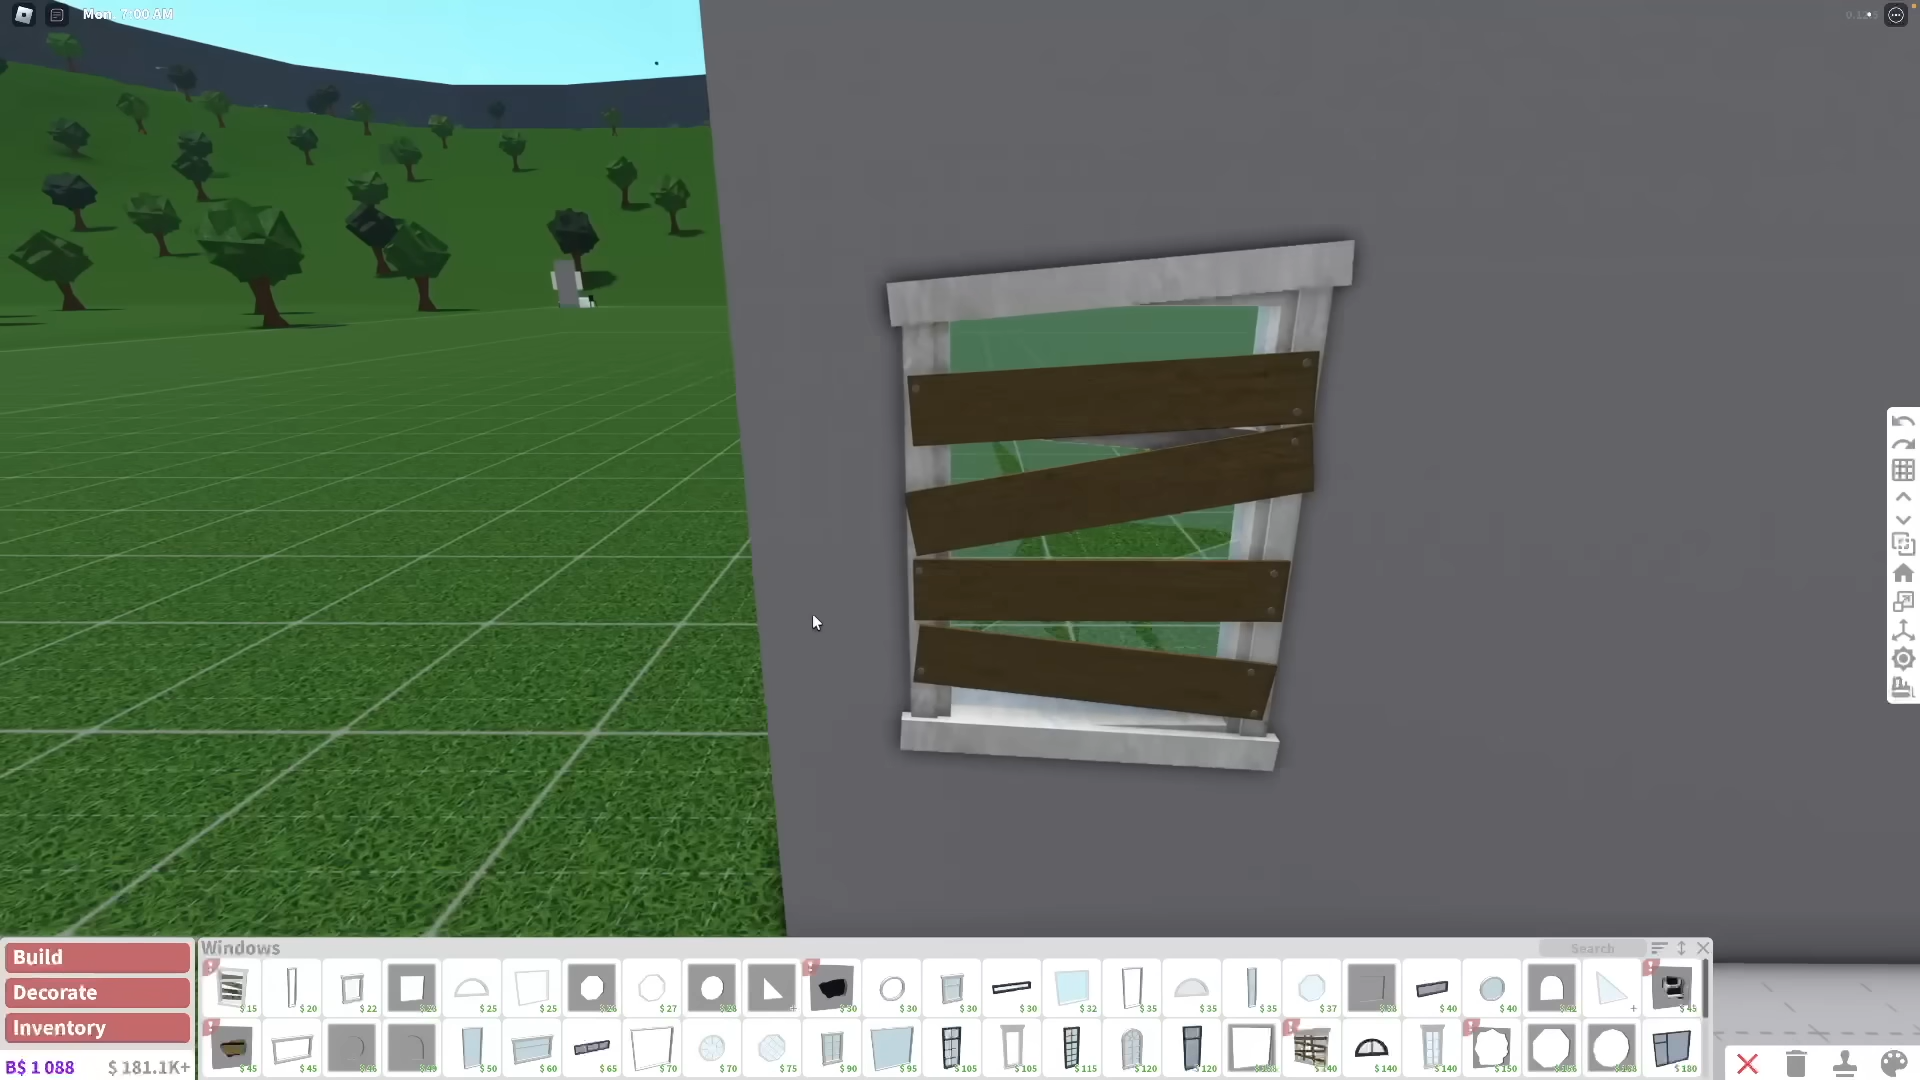 Mon. 7:00 AM
Windows
Search
Build
$15 $20 $22 $25 $25 $27 $30 $30 $30 $32 $35 $35 $35 $37 $40 $40 $45
Decorate
Inventory
$45 $45 $50 $60 $65 $70 $70 $75 $90 $95 $105 $105 $115 $120 $120 $140 $140 $140 $150 $180
B$ 1 088 $ 181.1K+